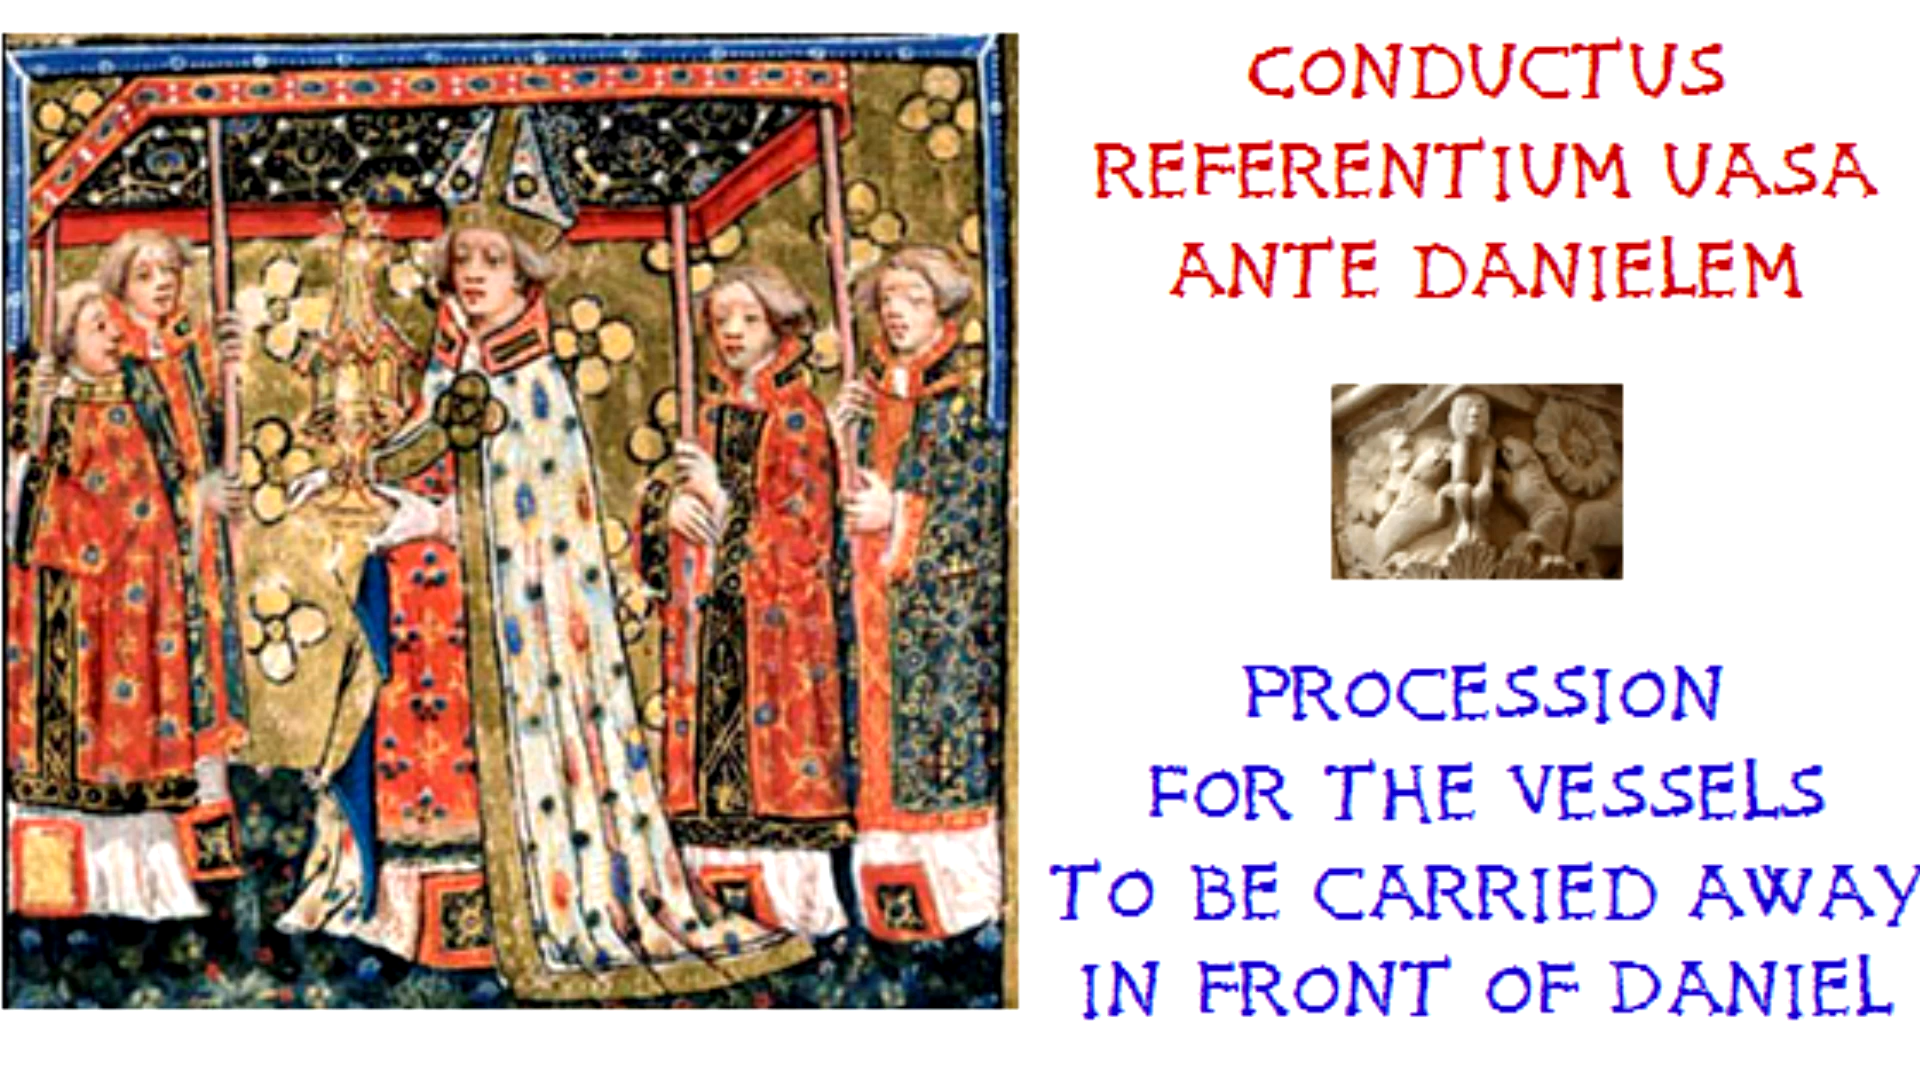 CONDUCTUS
REFERENTIUM UASA
ANTE DANIELEM
PROCESSION
FOR THE VESSELS
TO BE CARRIED AWAY
IN FRONT OF DANIEL